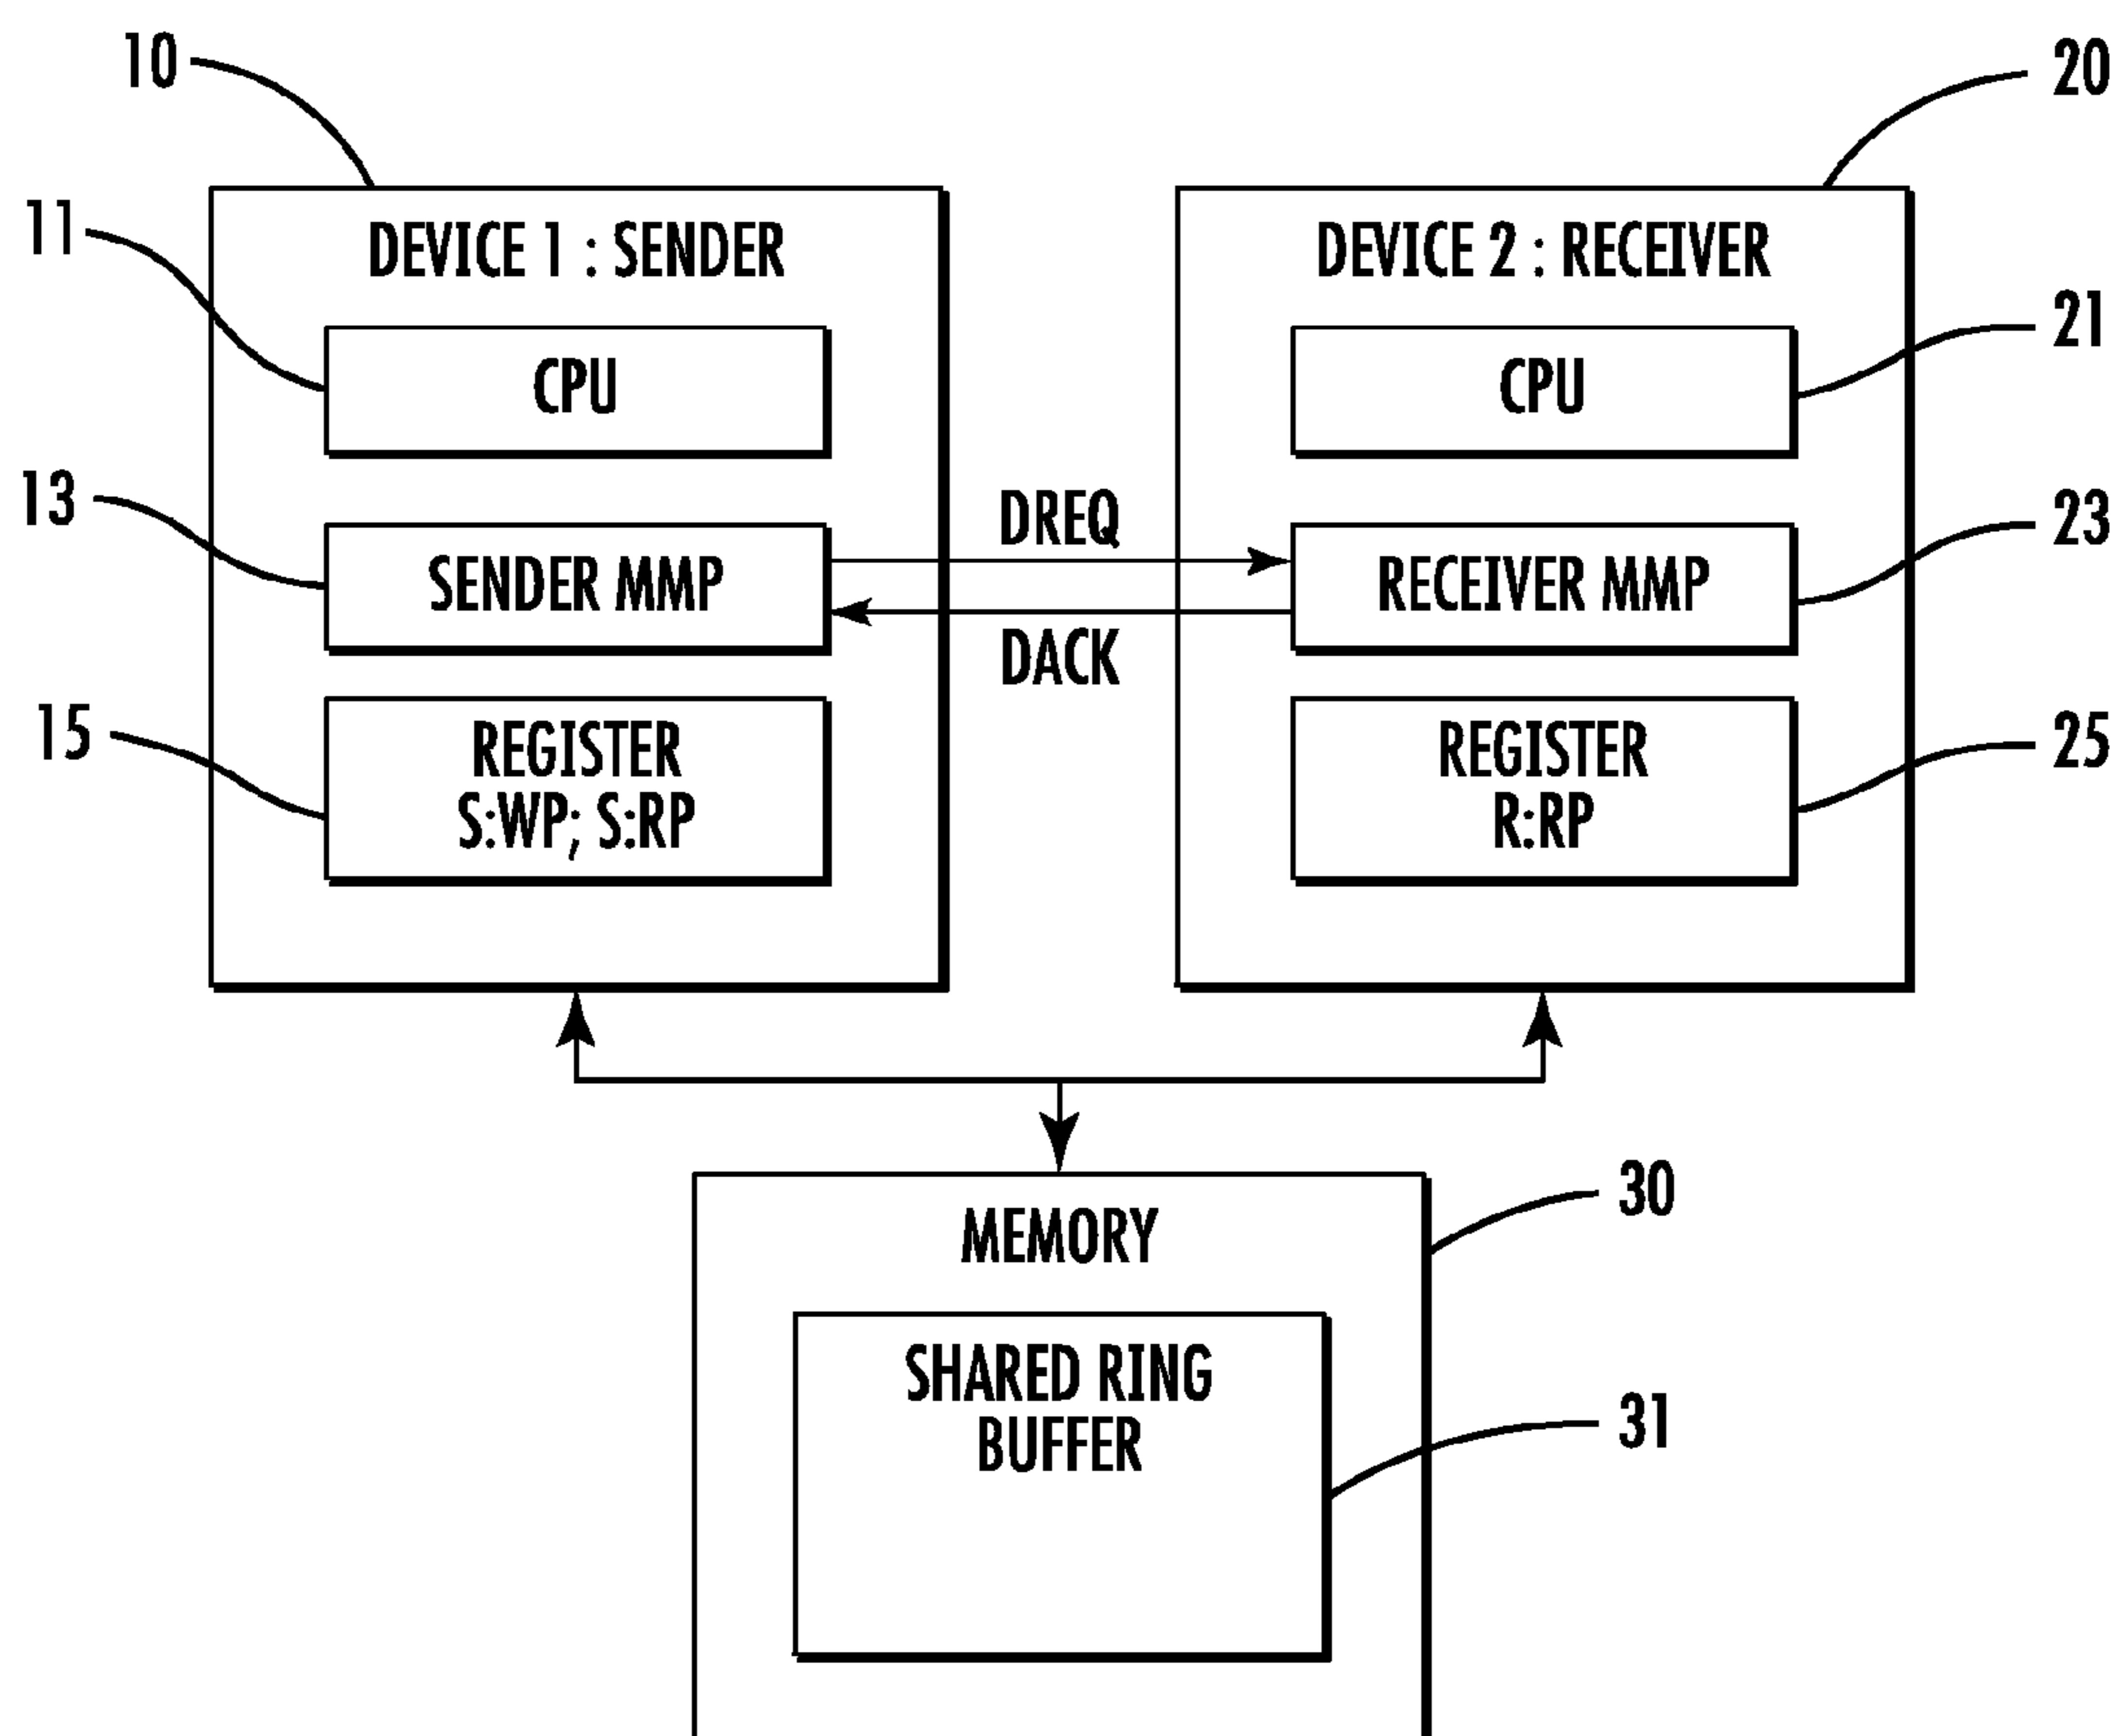 10
20
11
DEVICE 1 : SENDER
DEVICE 2 : RECEIVER
21
CPU
CPU
13
DREQ
23
SENDER MMP
RECEIVER MMP
DACK
15
REGISTER
S:WP; S:RP
REGISTER
R:RP
25
30
MEMORY
SHARED RING
BUFFER
31